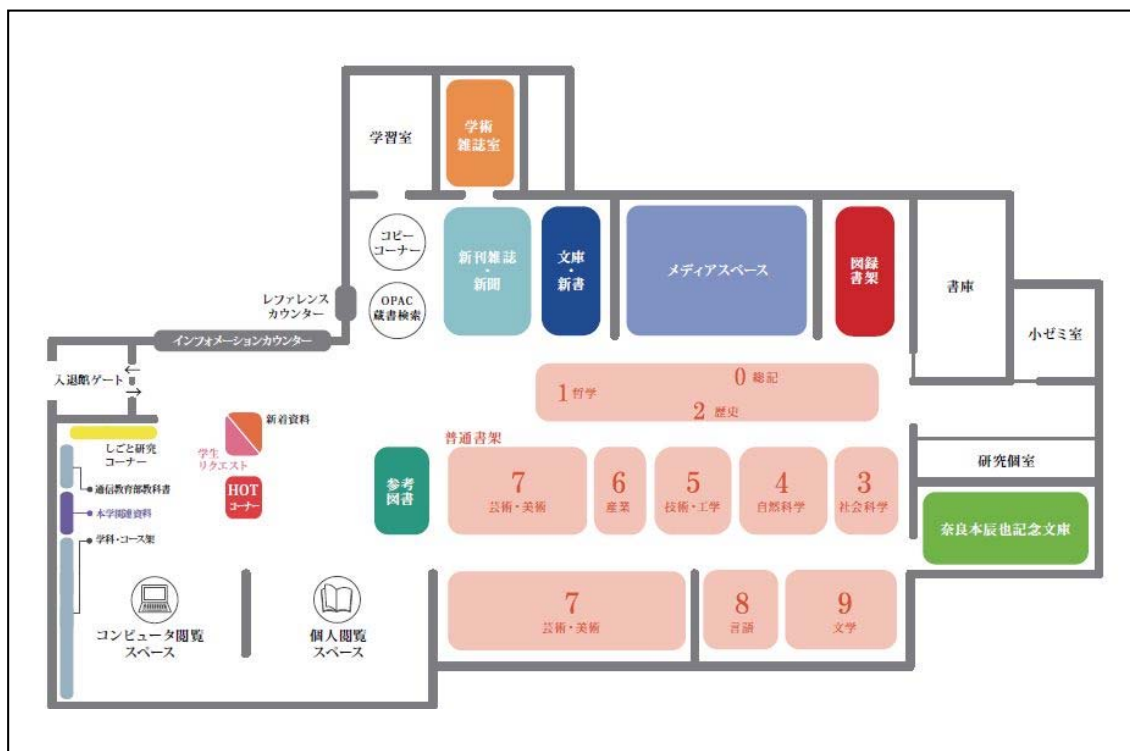 学習室
学術
雑誌室
コピー
コーナー
新刊雑誌
・
新聞
文庫
・
新書
メディアスペース
図録
書架
書庫
レファレンス
カウンター
OPAC
蔵書検索
小ゼミ室
インフォメーションカウンター
入退館ゲート
0 総記
1 哲学
2 歴史
新着資料
学生
リクエスト
しごと研究
コーナー
普通書架
通信教育部教科書
HOT
コーナー
参考
図書
7
芸術・美術
6
産業
5
技術・工学
4
自然科学
3
社会科学
研究個室
本学関連資料
学科・コース架
奈良本辰也記念文庫
コンピュータ閲覧
スペース
個人閲覧
スペース
7
芸術・美術
8
言語
9
文学